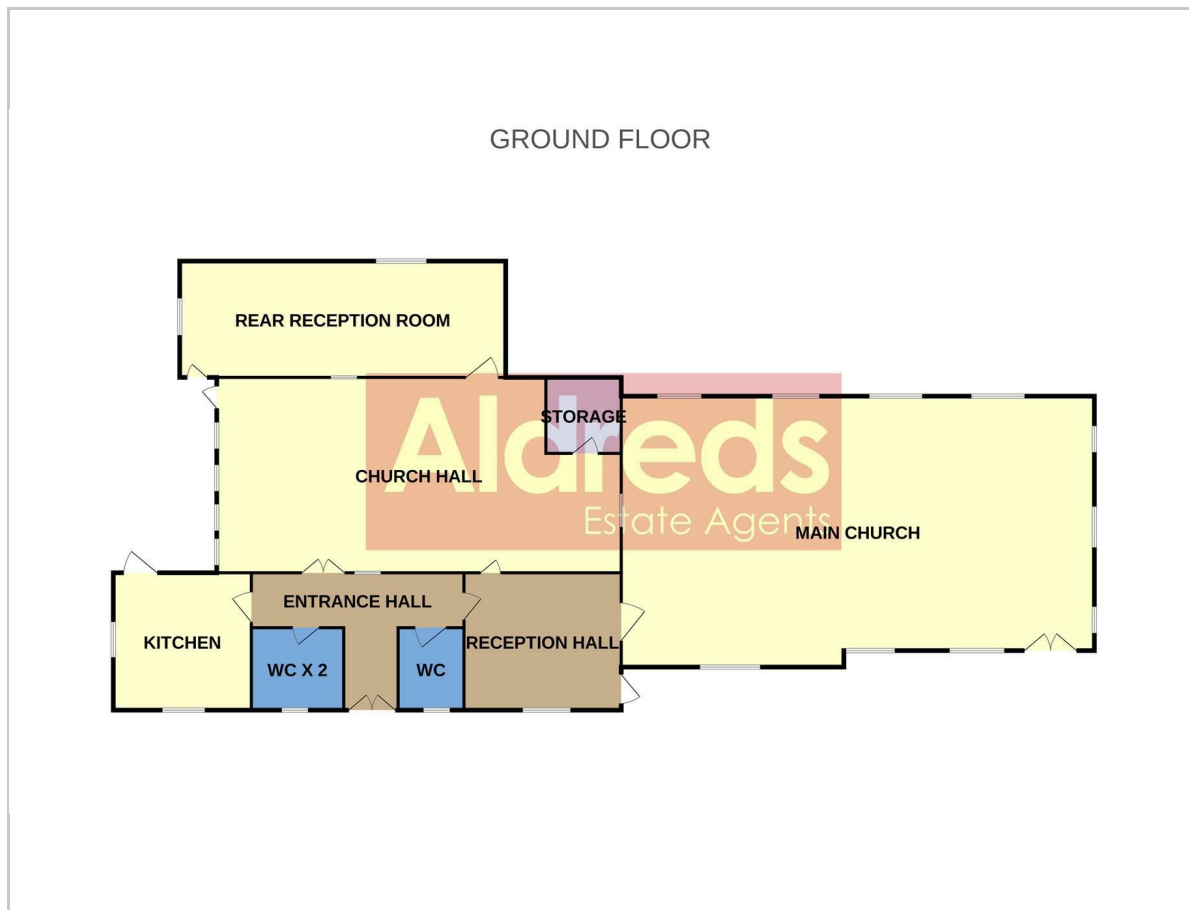 GROUND FLOOR
REAR RECEPTION ROOM
STORAGE
CHURCH HALL
Aldreds
Estate Agents
MAIN CHURCH
ENTRANCE HALL
KITCHEN
RECEPTION HALL
WC X 2
WC